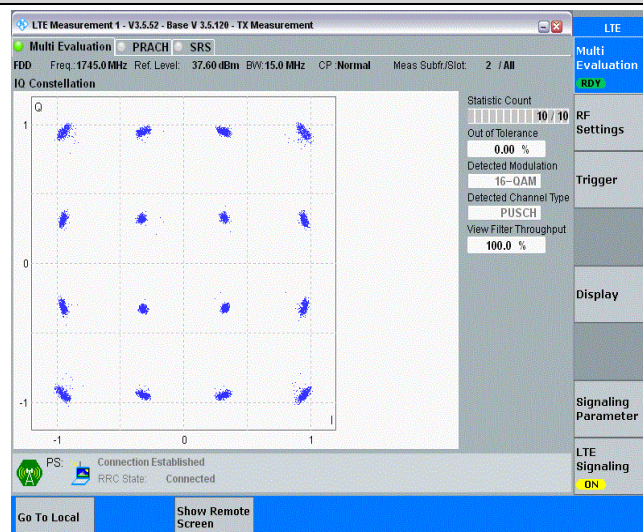 LTE Measurement 1 - V3.5.52 - Base V 3.5.120 - TX Measurement
LTE
Multi Evaluation PRACH SRS
FDD Freq.:1745.0 MHz Ref. Level: 37.60 dBm BW:15.0 MHz CP :Normal Meas Subfr./Slot: 2 / All
IQ Constellation
Q
1
0
-1
-1 0 1
I
Statistic Count
10 / 10
Out of Tolerance
0.00 %
Detected Modulation
16-QAM
Detected Channel Type
PUSCH
View Filter Throughput
100.0 %
Multi
Evaluation
RDY
RF
Settings
Trigger
Display
Signaling
Parameter
LTE
Signaling
ON
PS: Connection Established
RRC State: Connected
Go To Local
Show Remote
Screen